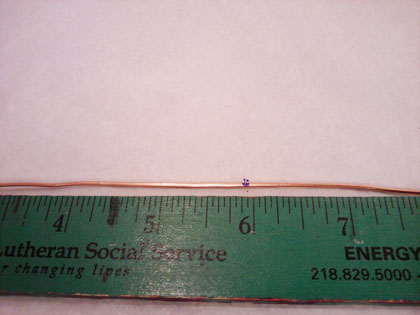 4 5 6 7
Lutheran Social Service ENERGY
changing lives 218.829.5000